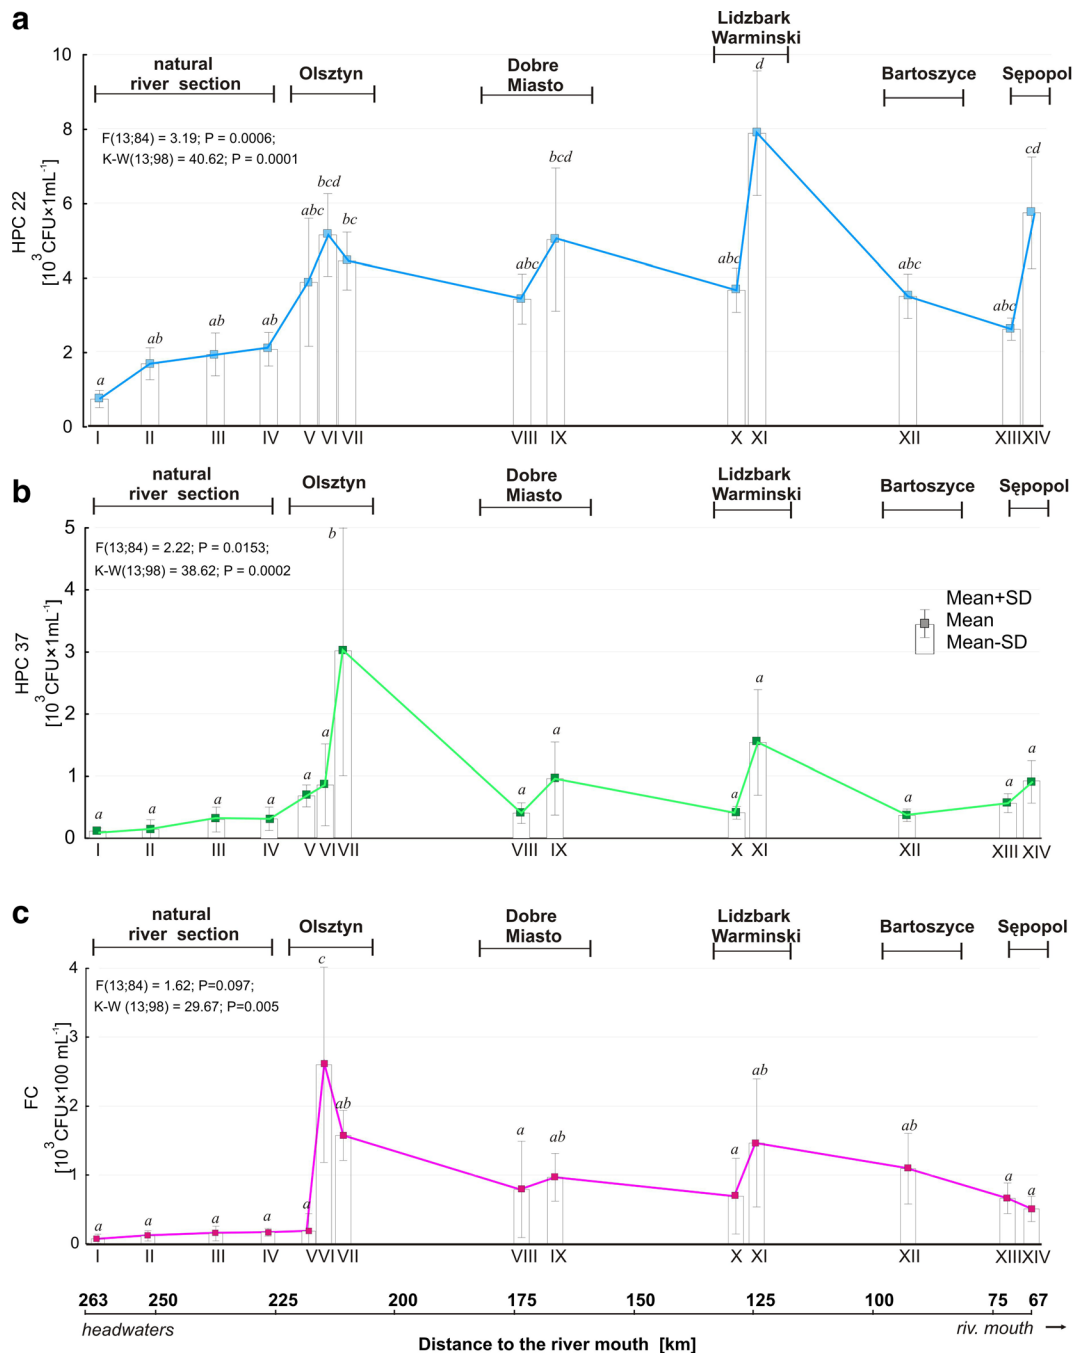 a
Lidzbark
Warminski
natural
river section
Olsztyn
Dobre
Miasto
Bartoszyce
Sępopol
F(13;84) = 3.19; P = 0.0006;
K-W(13;98) = 40.62; P = 0.0001
HPC 22
[10³CFU×1mL⁻¹]
10
8
6
4
2
0
a ab ab ab abc bcd bc abc bcd abc d abc abc cd
I II III IV V VI VII VIII IX X XI XII XIII XIV
b
natural
river section
Olsztyn
Dobre
Miasto
Lidzbark
Warminski
Bartoszyce
Sępopol
F(13;84) = 2.22; P = 0.0153;
K-W(13;98) = 38.62; P = 0.0002
Mean+SD
Mean
Mean-SD
HPC 37
[10³CFU×1mL⁻¹]
5
4
3
2
1
0
a a a a a a b a a a a a a a
I II III IV V VI VII VIII IX X XI XII XIII XIV
c
natural
river section
Olsztyn
Dobre
Miasto
Lidzbark
Warminski
Bartoszyce
Sępopol
F(13;84) = 1.62; P=0.097;
K-W (13;98) = 29.67; P=0.005
FC
[10³CFU×100 mL⁻¹]
4
3
2
1
0
a a a a a c ab a ab a ab ab a a
I II III IV V VI VII VIII IX X XI XII XIII XIV
263 250 225 200 175 150 125 100 75 67
headwaters
riv. mouth
Distance to the river mouth [km]